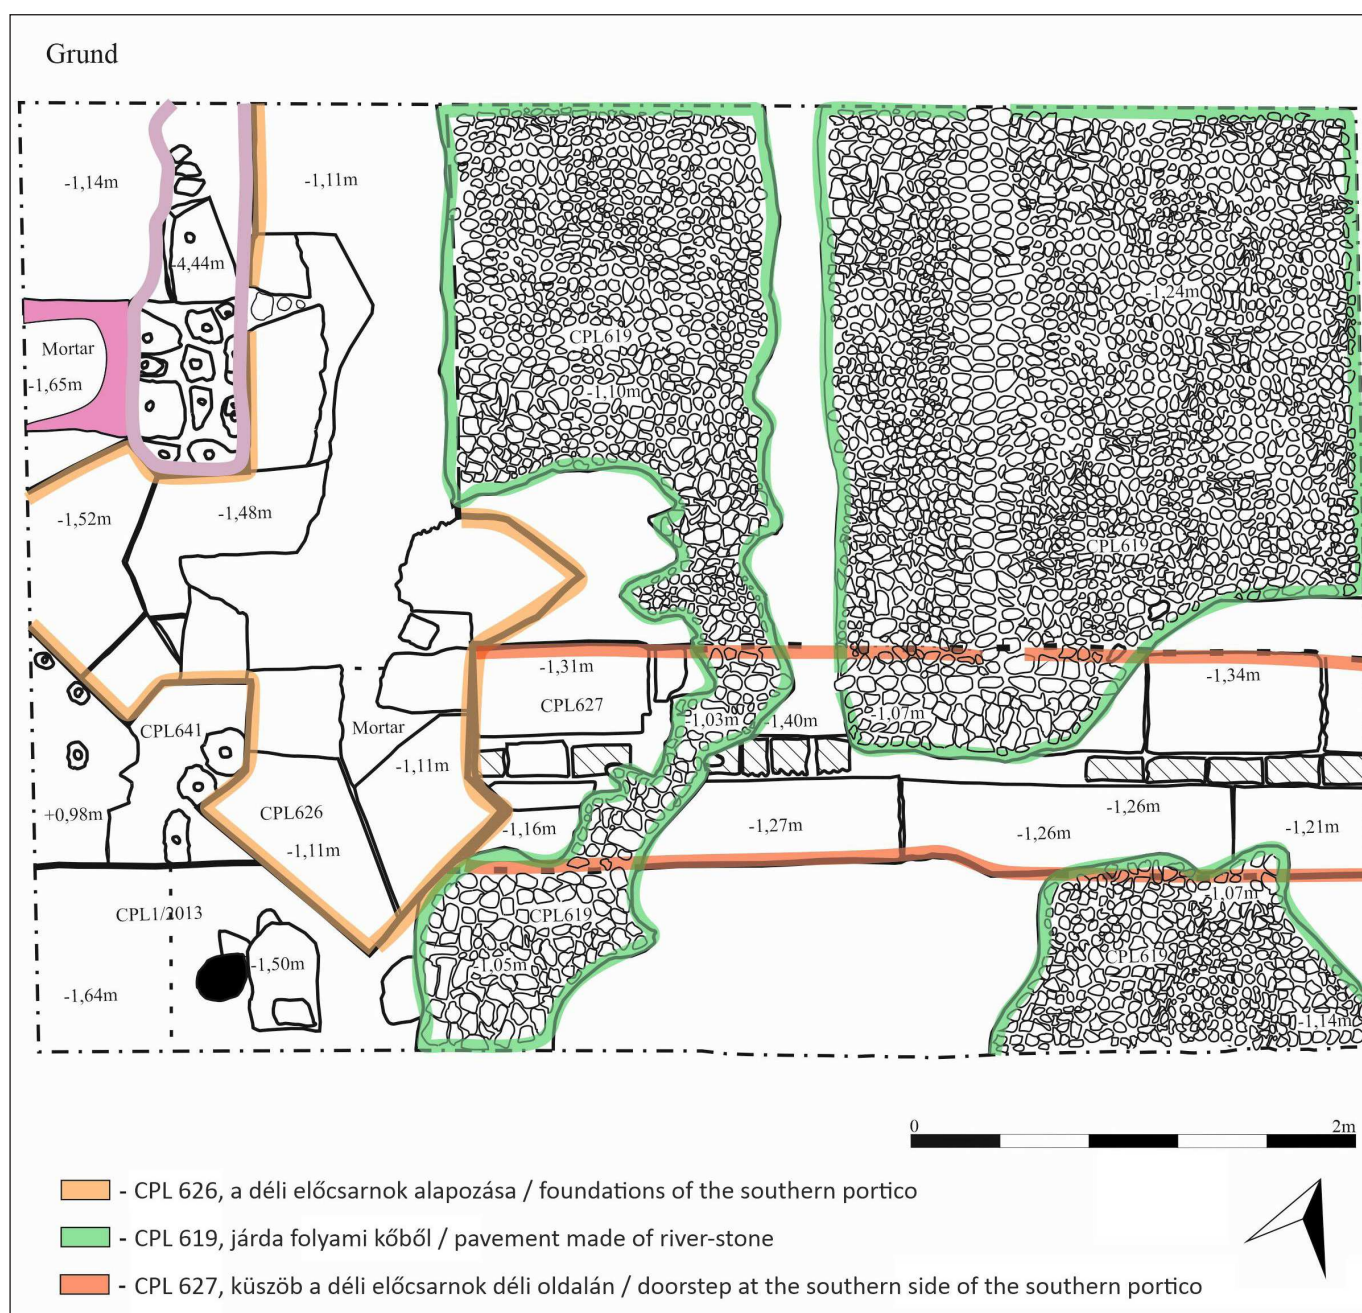 Grund
-1,14m
-1,11m
-4,44m
-1,24m
CPL619
Mortar
-1,65m
-1,10m
-1,52m
-1,48m
CPL619
-1,31m
-1,34m
CPL627
-1,07m
-1,03m
-1,40m
CPL641
Mortar
-1,11m
+0,98m
CPL626
-1,11m
-1,16m
-1,27m
-1,26m
-1,26m
-1,21m
CPL1/2013
CPL619
-1,07m
CPL619
-1,50m
-1,05m
-1,64m
-1,14m
0 2m
- CPL 626, a déli előcsarnok alapozása / foundations of the southern portico
- CPL 619, járda folyami kőből / pavement made of river-stone
- CPL 627, küszöb a déli előcsarnok déli oldalán / doorstep at the southern side of the southern portico